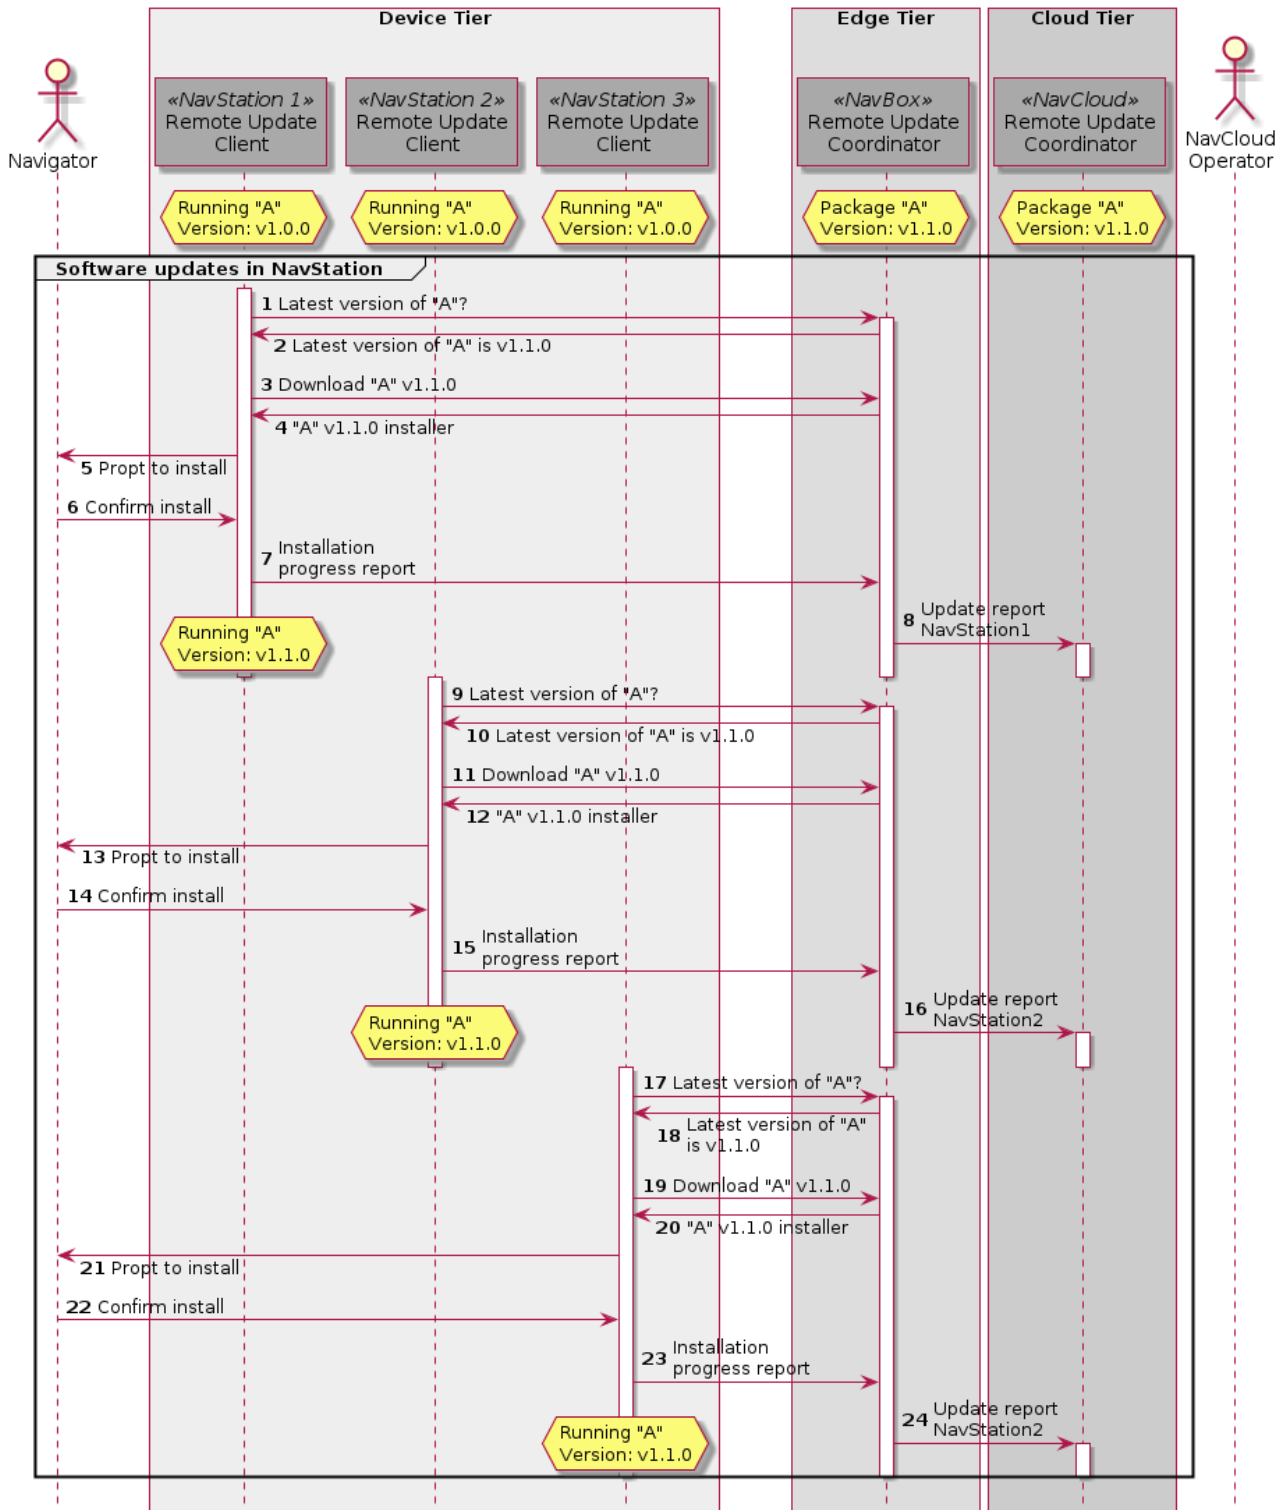 Device Tier
Edge Tier
Cloud Tier
Navigator
«NavStation 1»
Remote Update
Client
«NavStation 2»
Remote Update
Client
«NavStation 3»
Remote Update
Client
«NavBox»
Remote Update
Coordinator
«NavCloud»
Remote Update
Coordinator
NavCloud
Operator
Running "A"
Version: v1.0.0
Running "A"
Version: v1.0.0
Running "A"
Version: v1.0.0
Package "A"
Version: v1.1.0
Package "A"
Version: v1.1.0
Software updates in NavStation
1 Latest version of "A"?
2 Latest version of "A" is v1.1.0
3 Download "A" v1.1.0
4 "A" v1.1.0 installer
5 Propt to install
6 Confirm install
7 Installation
progress report
8 Update report
NavStation1
Running "A"
Version: v1.1.0
9 Latest version of "A"?
10 Latest version of "A" is v1.1.0
11 Download "A" v1.1.0
12 "A" v1.1.0 installer
13 Propt to install
14 Confirm install
15 Installation
progress report
16 Update report
NavStation2
Running "A"
Version: v1.1.0
17 Latest version of "A"?
18 Latest version of "A"
is v1.1.0
19 Download "A" v1.1.0
20 "A" v1.1.0 installer
21 Propt to install
22 Confirm install
23 Installation
progress report
24 Update report
NavStation2
Running "A"
Version: v1.1.0